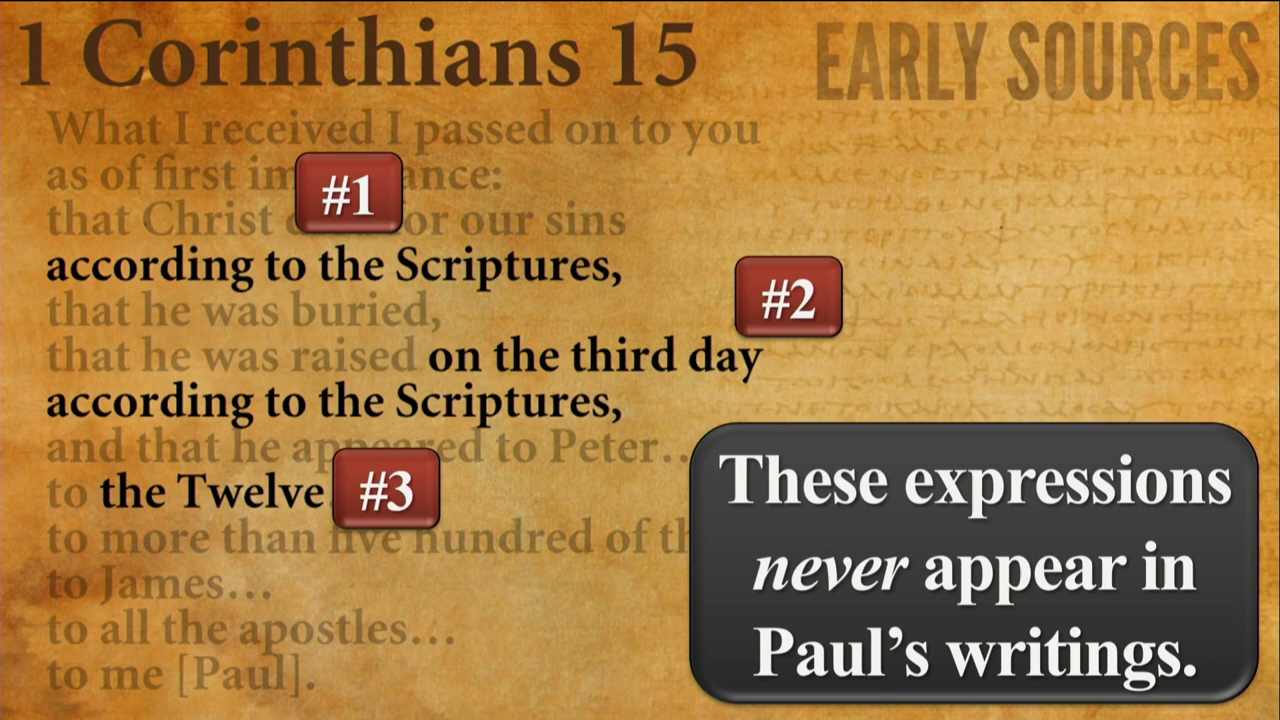 1 Corinthians 15
EARLY SOURCES
What I received I passed on to you
as of first im ance:
#1
that Christ or our sins
according to the Scriptures,
that he was buried,
#2
that he was raised on the third day
according to the Scriptures,
and that he appeared to Peter…
to the Twelve
#3
to more than five hundred of th
to James…
to all the apostles…
to me [Paul].
These expressions
never appear in
Paul’s writings.